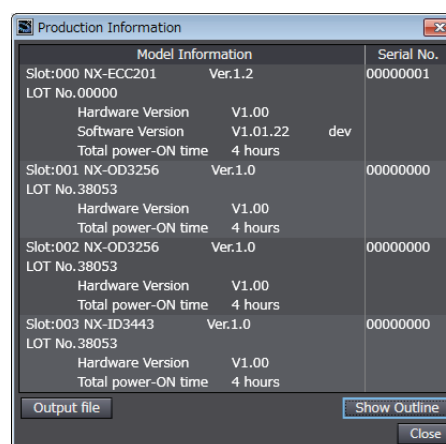 Production Information
Model Information Serial No.
Slot:000 NX-ECC201 Ver.1.2 00000001
LOT No.00000
Hardware Version V1.00
Software Version V1.01.22 dev
Total power-ON time 4 hours
Slot:001 NX-OD3256 Ver.1.0 00000000
LOT No.38053
Hardware Version V1.00
Total power-ON time 4 hours
Slot:002 NX-OD3256 Ver.1.0 00000000
LOT No.38053
Hardware Version V1.00
Total power-ON time 4 hours
Slot:003 NX-ID3443 Ver.1.0 00000000
LOT No.38053
Hardware Version V1.00
Total power-ON time 4 hours
Output file Show Outline
Close